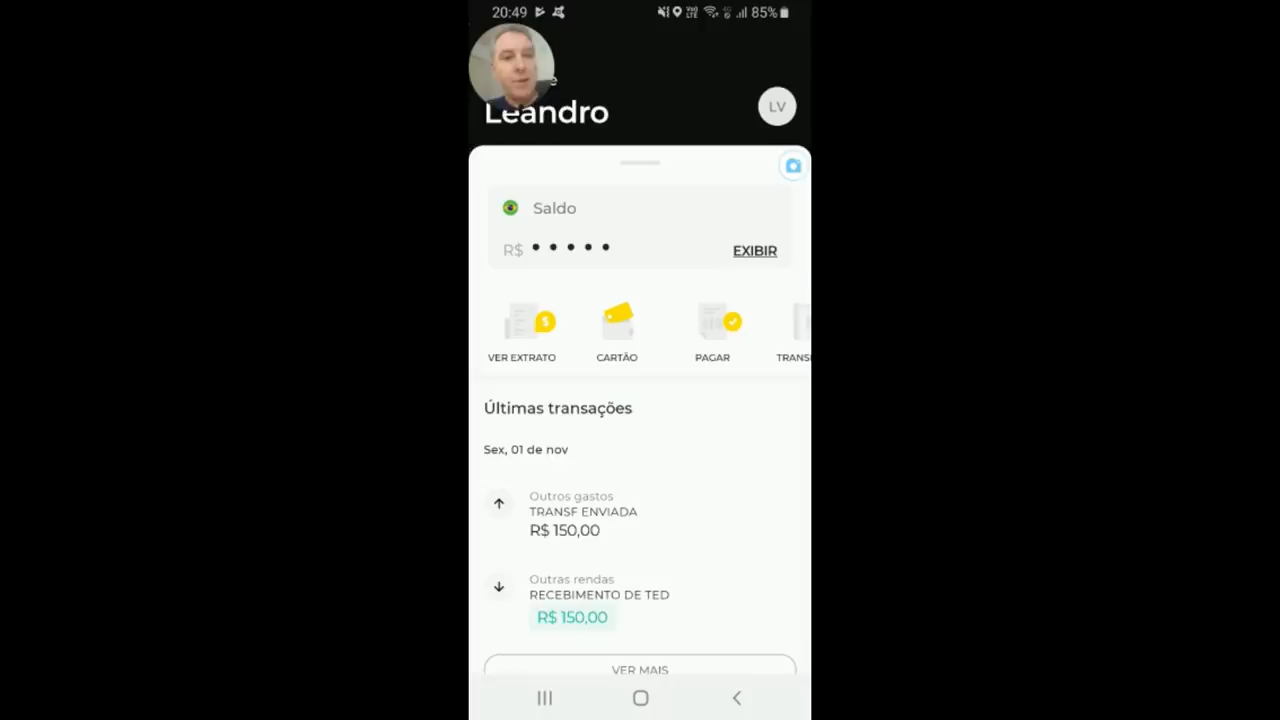 20:49
85%
Leandro
LV
Saldo
R$
EXIBIR
VER EXTRATO
CARTÃO
PAGAR
TRANS
Últimas transações
Sex, 01 de nov
Outros gastos
TRANSF ENVIADA
R$ 150,00
Outras rendas
RECEBIMENTO DE TED
R$ 150,00
VER MAIS